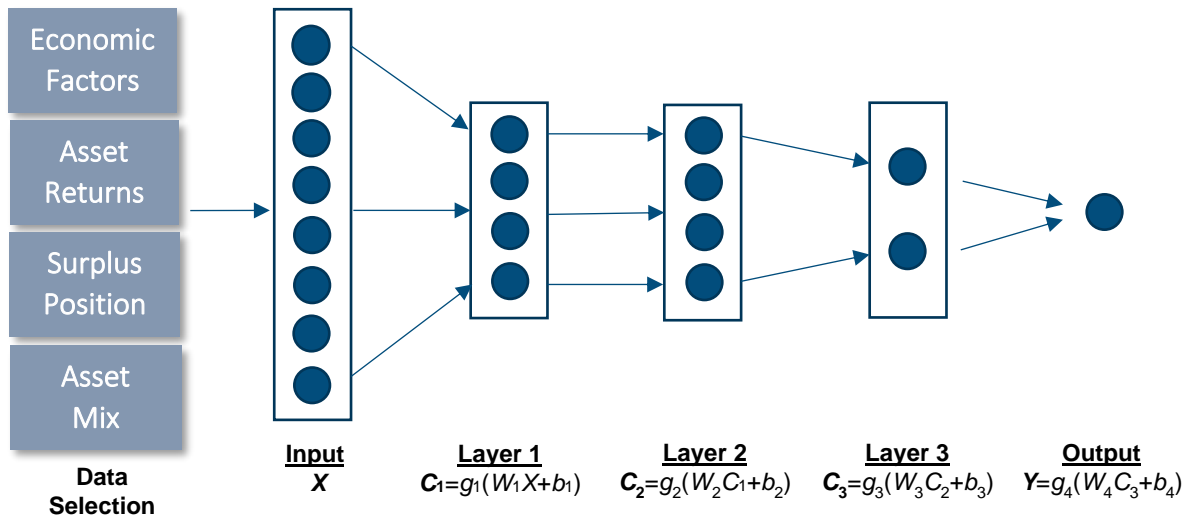 Economic
Factors
Asset
Returns
Surplus
Position
Asset
Mix
Data
Selection
Input
X
Layer 1
C₁=g₁(W₁X+b₁)
Layer 2
C₂=g₂(W₂C₁+b₂)
Layer 3
C₃=g₃(W₃C₂+b₃)
Output
Y=g₄(W₄C₃+b₄)